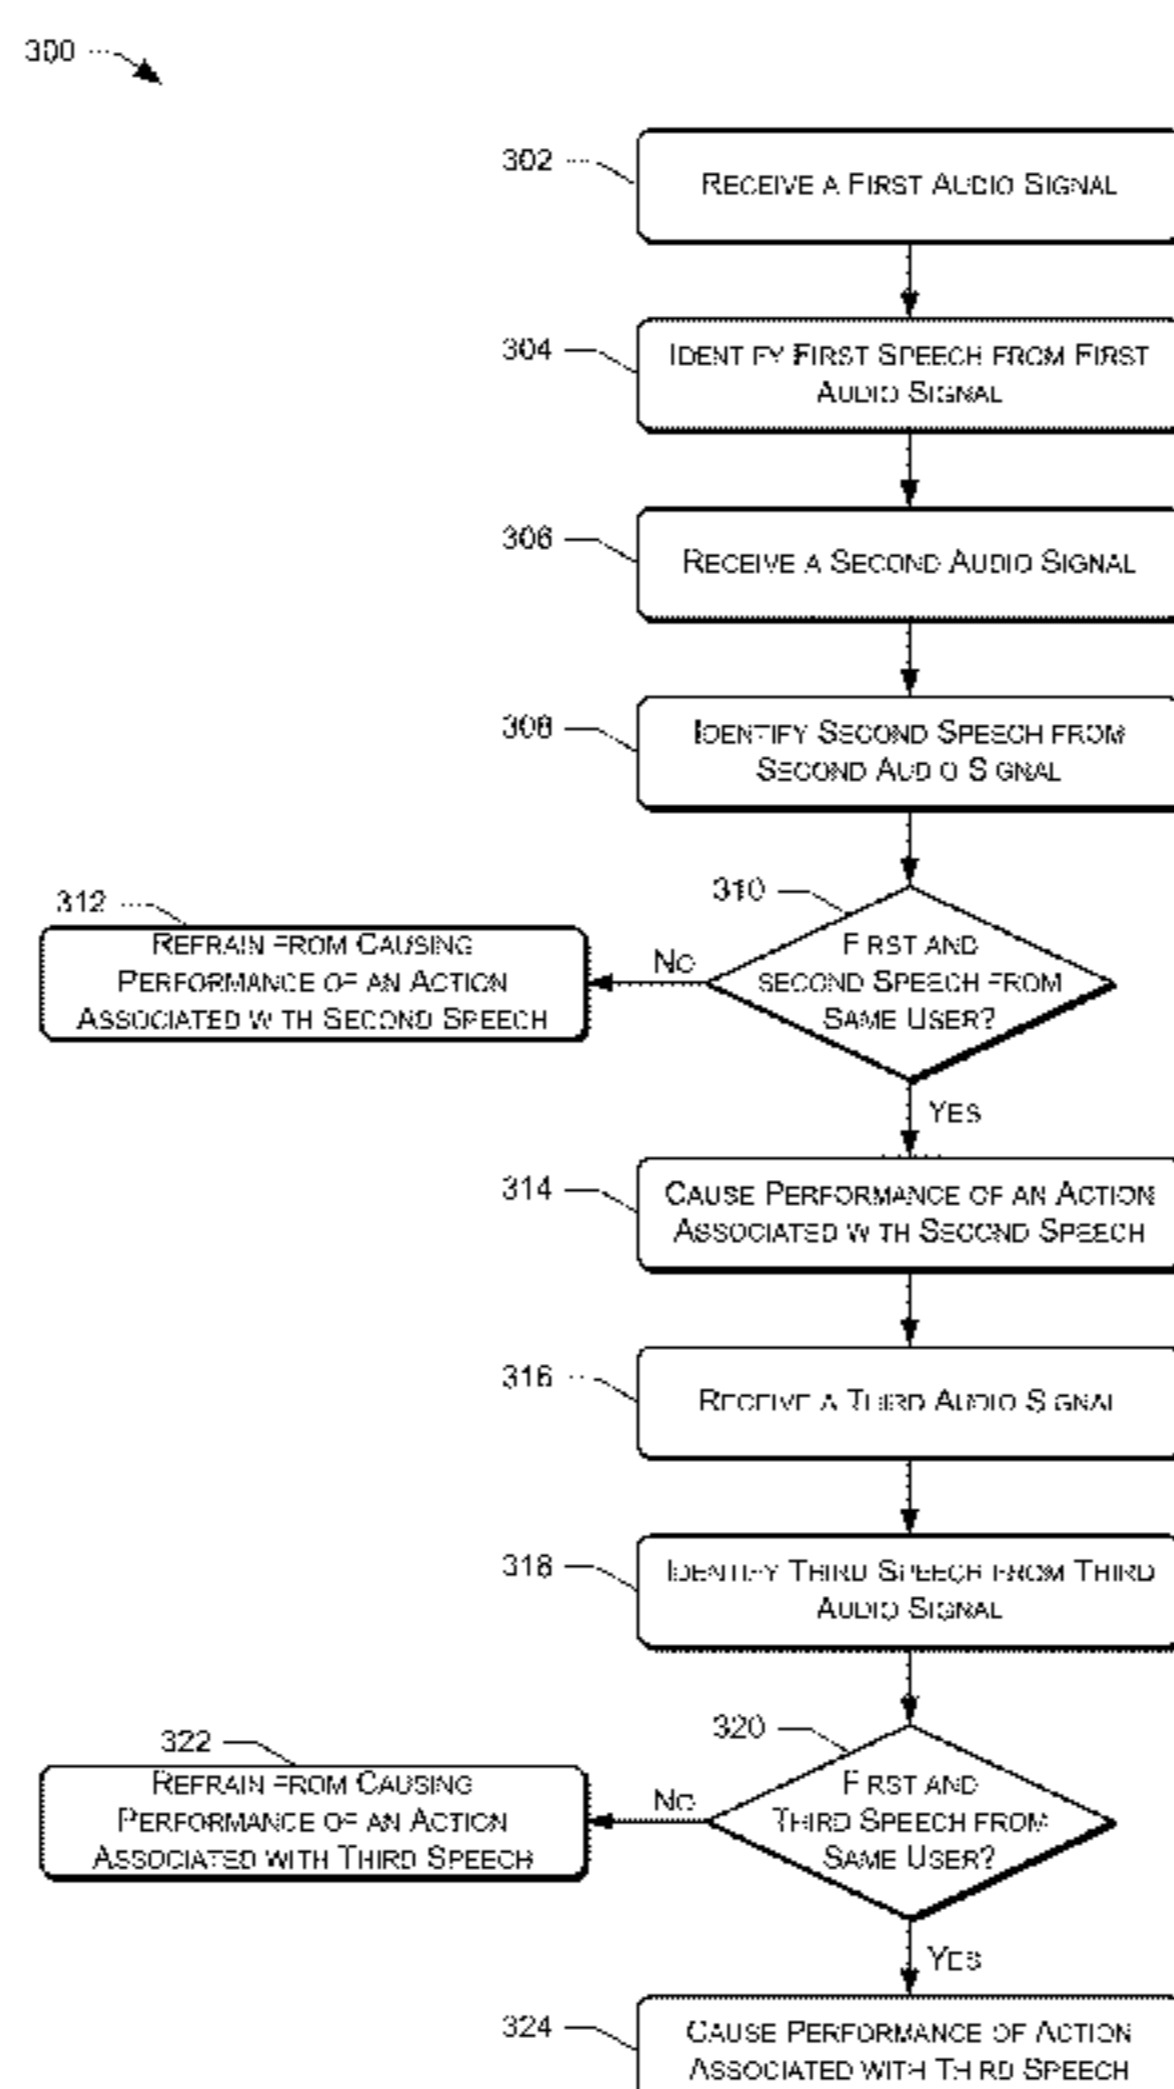 300
302
RECEIVE A FIRST AUDIO SIGNAL
304
IDENTIFY FIRST SPEECH FROM FIRST
AUDIO SIGNAL
306
RECEIVE A SECOND AUDIO SIGNAL
308
IDENTIFY SECOND SPEECH FROM
SECOND AUDIO SIGNAL
310
FIRST AND
SECOND SPEECH FROM
SAME USER?
NO
312
REFRAIN FROM CAUSING
PERFORMANCE OF AN ACTION
ASSOCIATED WITH SECOND SPEECH
YES
314
CAUSE PERFORMANCE OF AN ACTION
ASSOCIATED WITH SECOND SPEECH
316
RECEIVE A THIRD AUDIO SIGNAL
318
IDENTIFY THIRD SPEECH FROM THIRD
AUDIO SIGNAL
320
FIRST AND
THIRD SPEECH FROM
SAME USER?
NO
322
REFRAIN FROM CAUSING
PERFORMANCE OF AN ACTION
ASSOCIATED WITH THIRD SPEECH
YES
324
CAUSE PERFORMANCE OF ACTION
ASSOCIATED WITH THIRD SPEECH